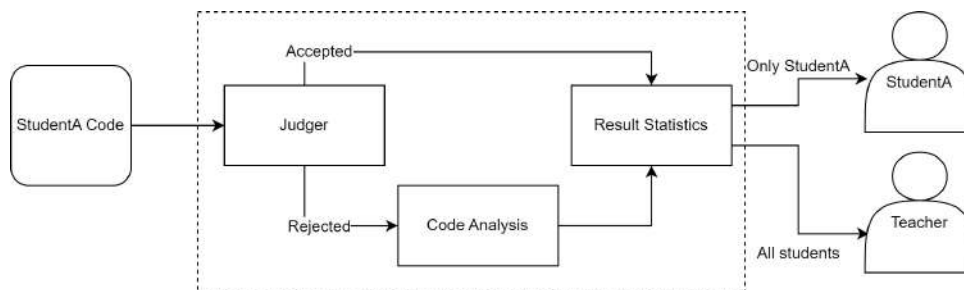 Accepted
Only StudentA
StudentA
StudentA Code
Judger
Result Statistics
Rejected
Code Analysis
Teacher
All students